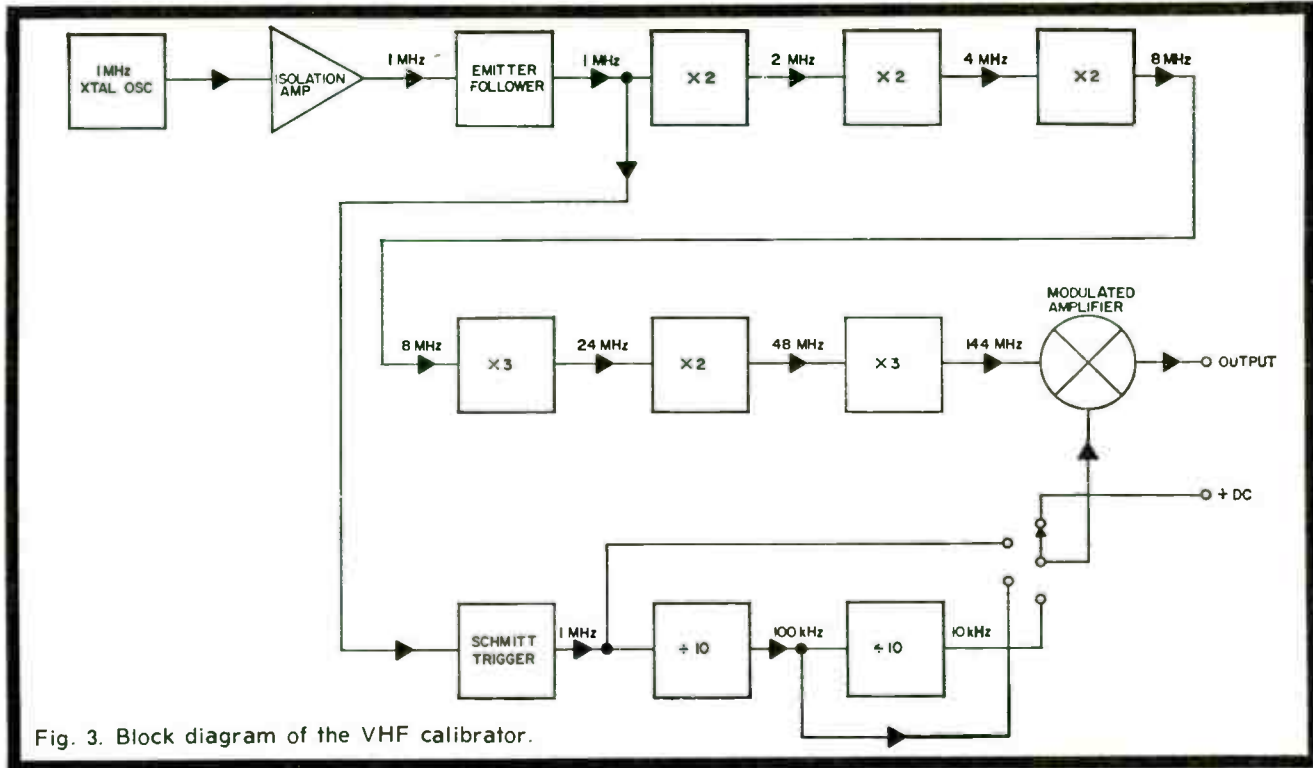 1 MHz
XTAL OSC
ISOLATION
AMP
1 MHz
EMITTER
FOLLOWER
1 MHz
×2
2 MHz
×2
4 MHz
×2
8 MHz
8 MHz
×3
24 MHz
×2
48 MHz
×3
144 MHz
MODULATED
AMPLIFIER
OUTPUT
+ DC
SCHMITT
TRIGGER
1 MHz
÷ 10
100 kHz
÷ 10
10 kHz
Fig. 3. Block diagram of the VHF calibrator.